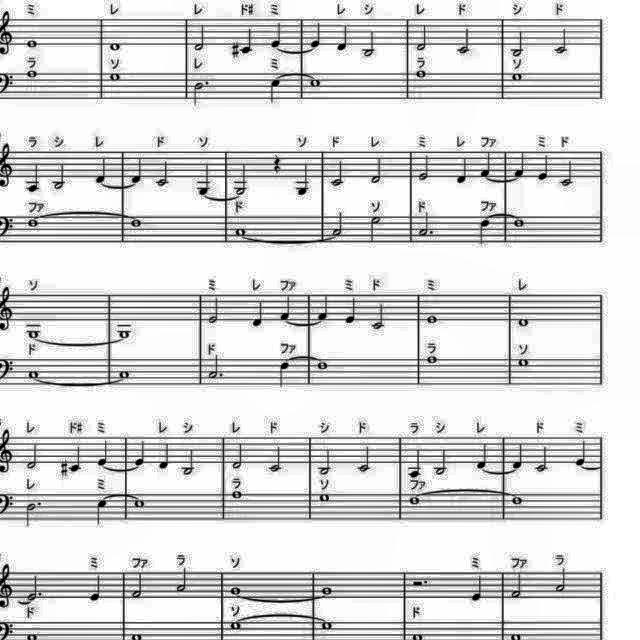 ミ レ レ ド# ミ レ シ レ ド シ ド
ラ ソ レ ミ ラ ソ
ラ シ レ ド ソ ソ ド レ ミ レ ファ ミ ド
ファ ド ソ ド ファ
ソ ミ レ ファ ミ ド ミ レ
ド ド ファ ラ ソ
レ ド# ミ レ シ レ ド シ ド ラ シ レ ド ミ
レ ミ ラ ソ ファ
ミ ファ ラ ソ ミ ファ ラ
ド ソ ド